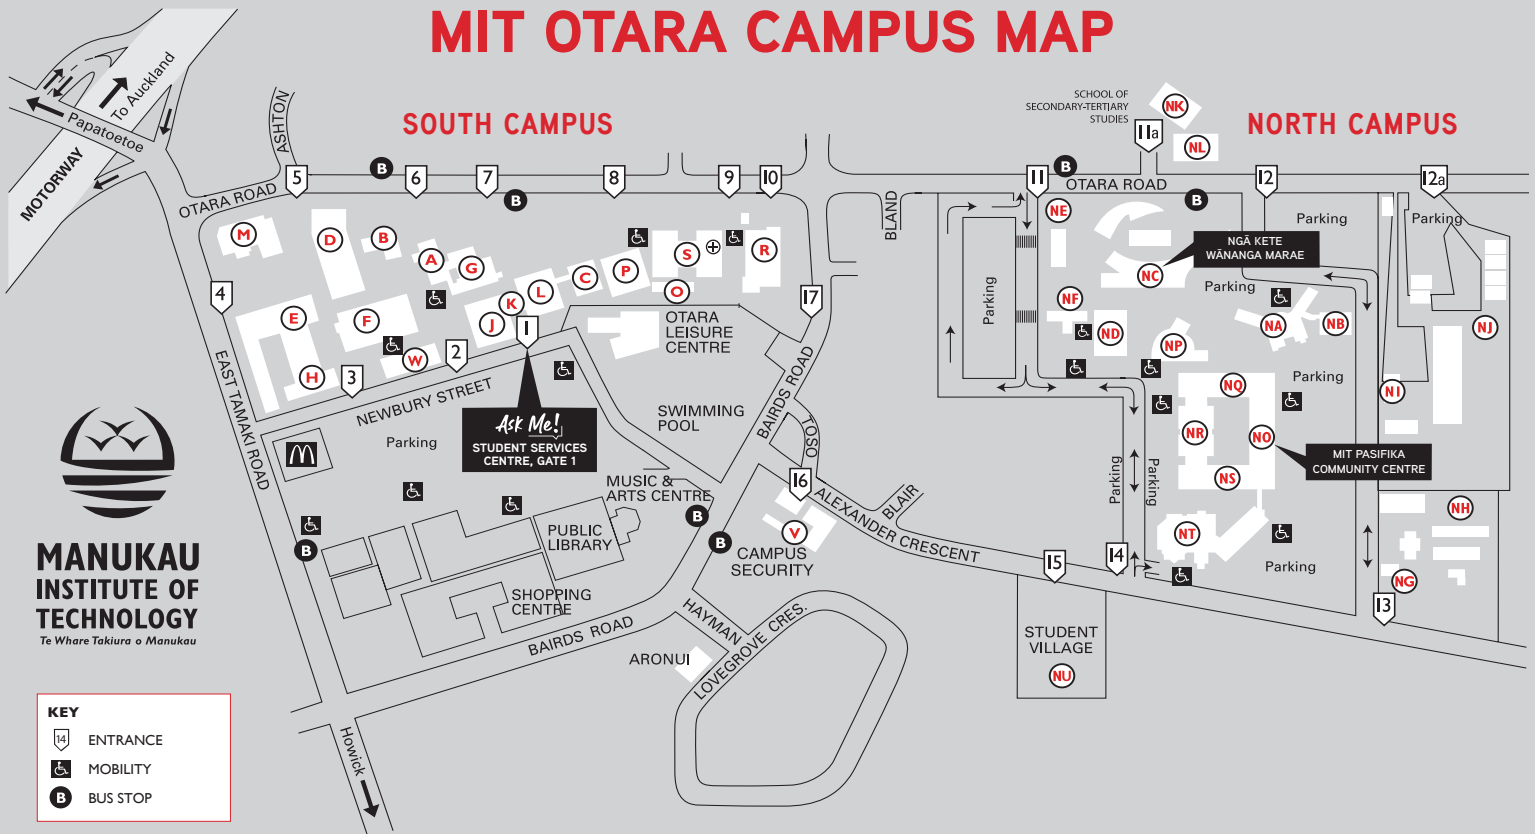 MIT OTARA CAMPUS MAP
SOUTH CAMPUS
NORTH CAMPUS
To Auckland
Papatoetoe
MOTORWAY
ASHTON
OTARA ROAD
5
B
6
7
B
8
9
10
BLAND
11
B
OTARA ROAD
SCHOOL OF
SECONDARY-TERTJARY
STUDIES
11a
NK
NL
B
12
12a
M
D
B
A
G
K
L
J
C
P
S
O
R
E
F
H
W
4
3
2
1
17
EAST TAMAKI ROAD
NEWBURY STREET
Ask Me!
STUDENT SERVICES
CENTRE, GATE 1
OTARA
LEISURE
CENTRE
SWIMMING
POOL
BAIRDS ROAD
TOSO
Parking
MUSIC &
ARTS CENTRE
PUBLIC
LIBRARY
SHOPPING
CENTRE
B
B
B
16
V
CAMPUS
SECURITY
ALEXANDER CRESCENT
BLAIR
BAIRDS ROAD
HAYMAN
LOVEGROVE CRES.
ARONUI
Howick
NE
NC
NGĀ KETE
WĀNANGA MARAE
Parking
Parking
Parking
Parking
NF
ND
NP
NA
NB
NJ
NQ
Parking
NI
NR
NO
MIT PASIFIKA
COMMUNITY CENTRE
NS
Parking
Parking
NT
NH
NG
Parking
15
14
13
STUDENT
VILLAGE
NU
MANUKAU
INSTITUTE OF
TECHNOLOGY
Te Whare Takiura o Manukau
KEY
14 ENTRANCE
MOBILITY
B BUS STOP